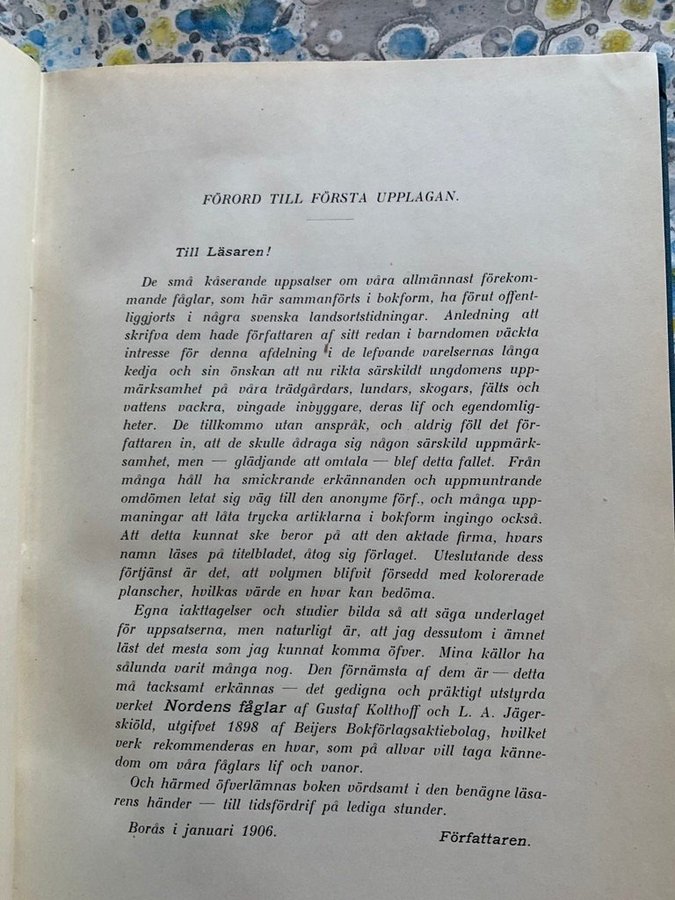 FÖRORD TILL FÖRSTA UPPLAGAN.
Till Läsaren!
De små kåserande uppsatser om våra allmännast förekom-
mande fåglar, som här sammanförts i bokform, ha förut offent-
liggjorts i några svenska landsortstidningar. Anledning att
skrifva dem hade författaren af sitt redan i barndomen väckta
intresse för denna afdelning i de lefvande varelsernas långa
kedja och sin önskan att nu rikta särskildt ungdomens upp-
märksamhet på våra trädgårdars, lundars, skogars, fälts och
vattens vackra, vingade inbyggare, deras lif och egendomlig-
heter. De tillkommo utan anspråk, och aldrig föll det för-
fattaren in, att de skulle ådraga sig någon särskild uppmärk-
samhet, men — glädjande att omtala — blef detta fallet. Från
många håll ha smickrande erkännanden och uppmuntrande
omdömen letat sig väg till den anonyme förf., och många upp-
maningar att låta trycka artiklarna i bokform ingingo också.
Att detta kunnat ske beror på att den aktade firma, hvars
namn läses på titelbladet, åtog sig förlaget. Uteslutande dess
förtjänst är det, att volymen blifvit försedd med kolorerade
planscher, hvilkas värde en hvar kan bedöma.
Egna iakttagelser och studier bilda så att säga underlaget
för uppsatserna, men naturligt är, att jag dessutom i ämnet
läst det mesta som jag kunnat komma öfver. Mina källor ha
sålunda varit många nog. Den förnämsta af dem är — detta
må tacksamt erkännas — det gedigna och präktigt utstyrda
verket Nordens fåglar af Gustaf Kolthoff och L. A. Jäger-
skiöld, utgifvet 1898 af Beijers Bokförlagsaktiebolag, hvilket
verk rekommenderas en hvar, som på allvar vill taga känne-
dom om våra fåglars lif och vanor.
Och härmed öfverlämnas boken vördsamt i den benägne läsa-
rens händer — till tidsfördrif på lediga stunder.
Borås i januari 1906. Författaren.